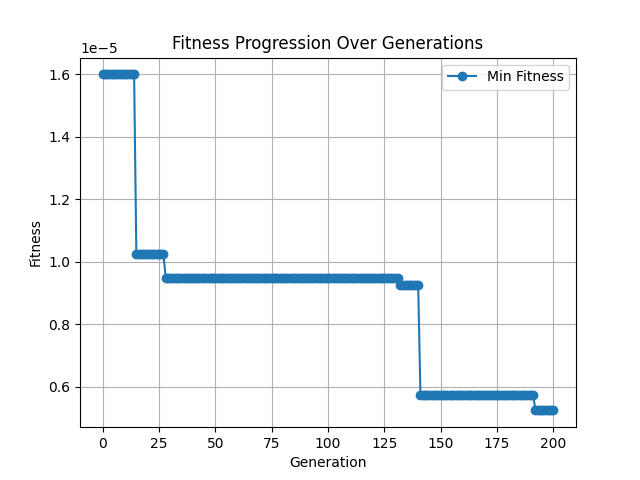 Fitness Progression Over Generations
1e−5
Min Fitness
1.6
1.4
1.2
1.0
0.8
0.6
Fitness
0 25 50 75 100 125 150 175 200
Generation